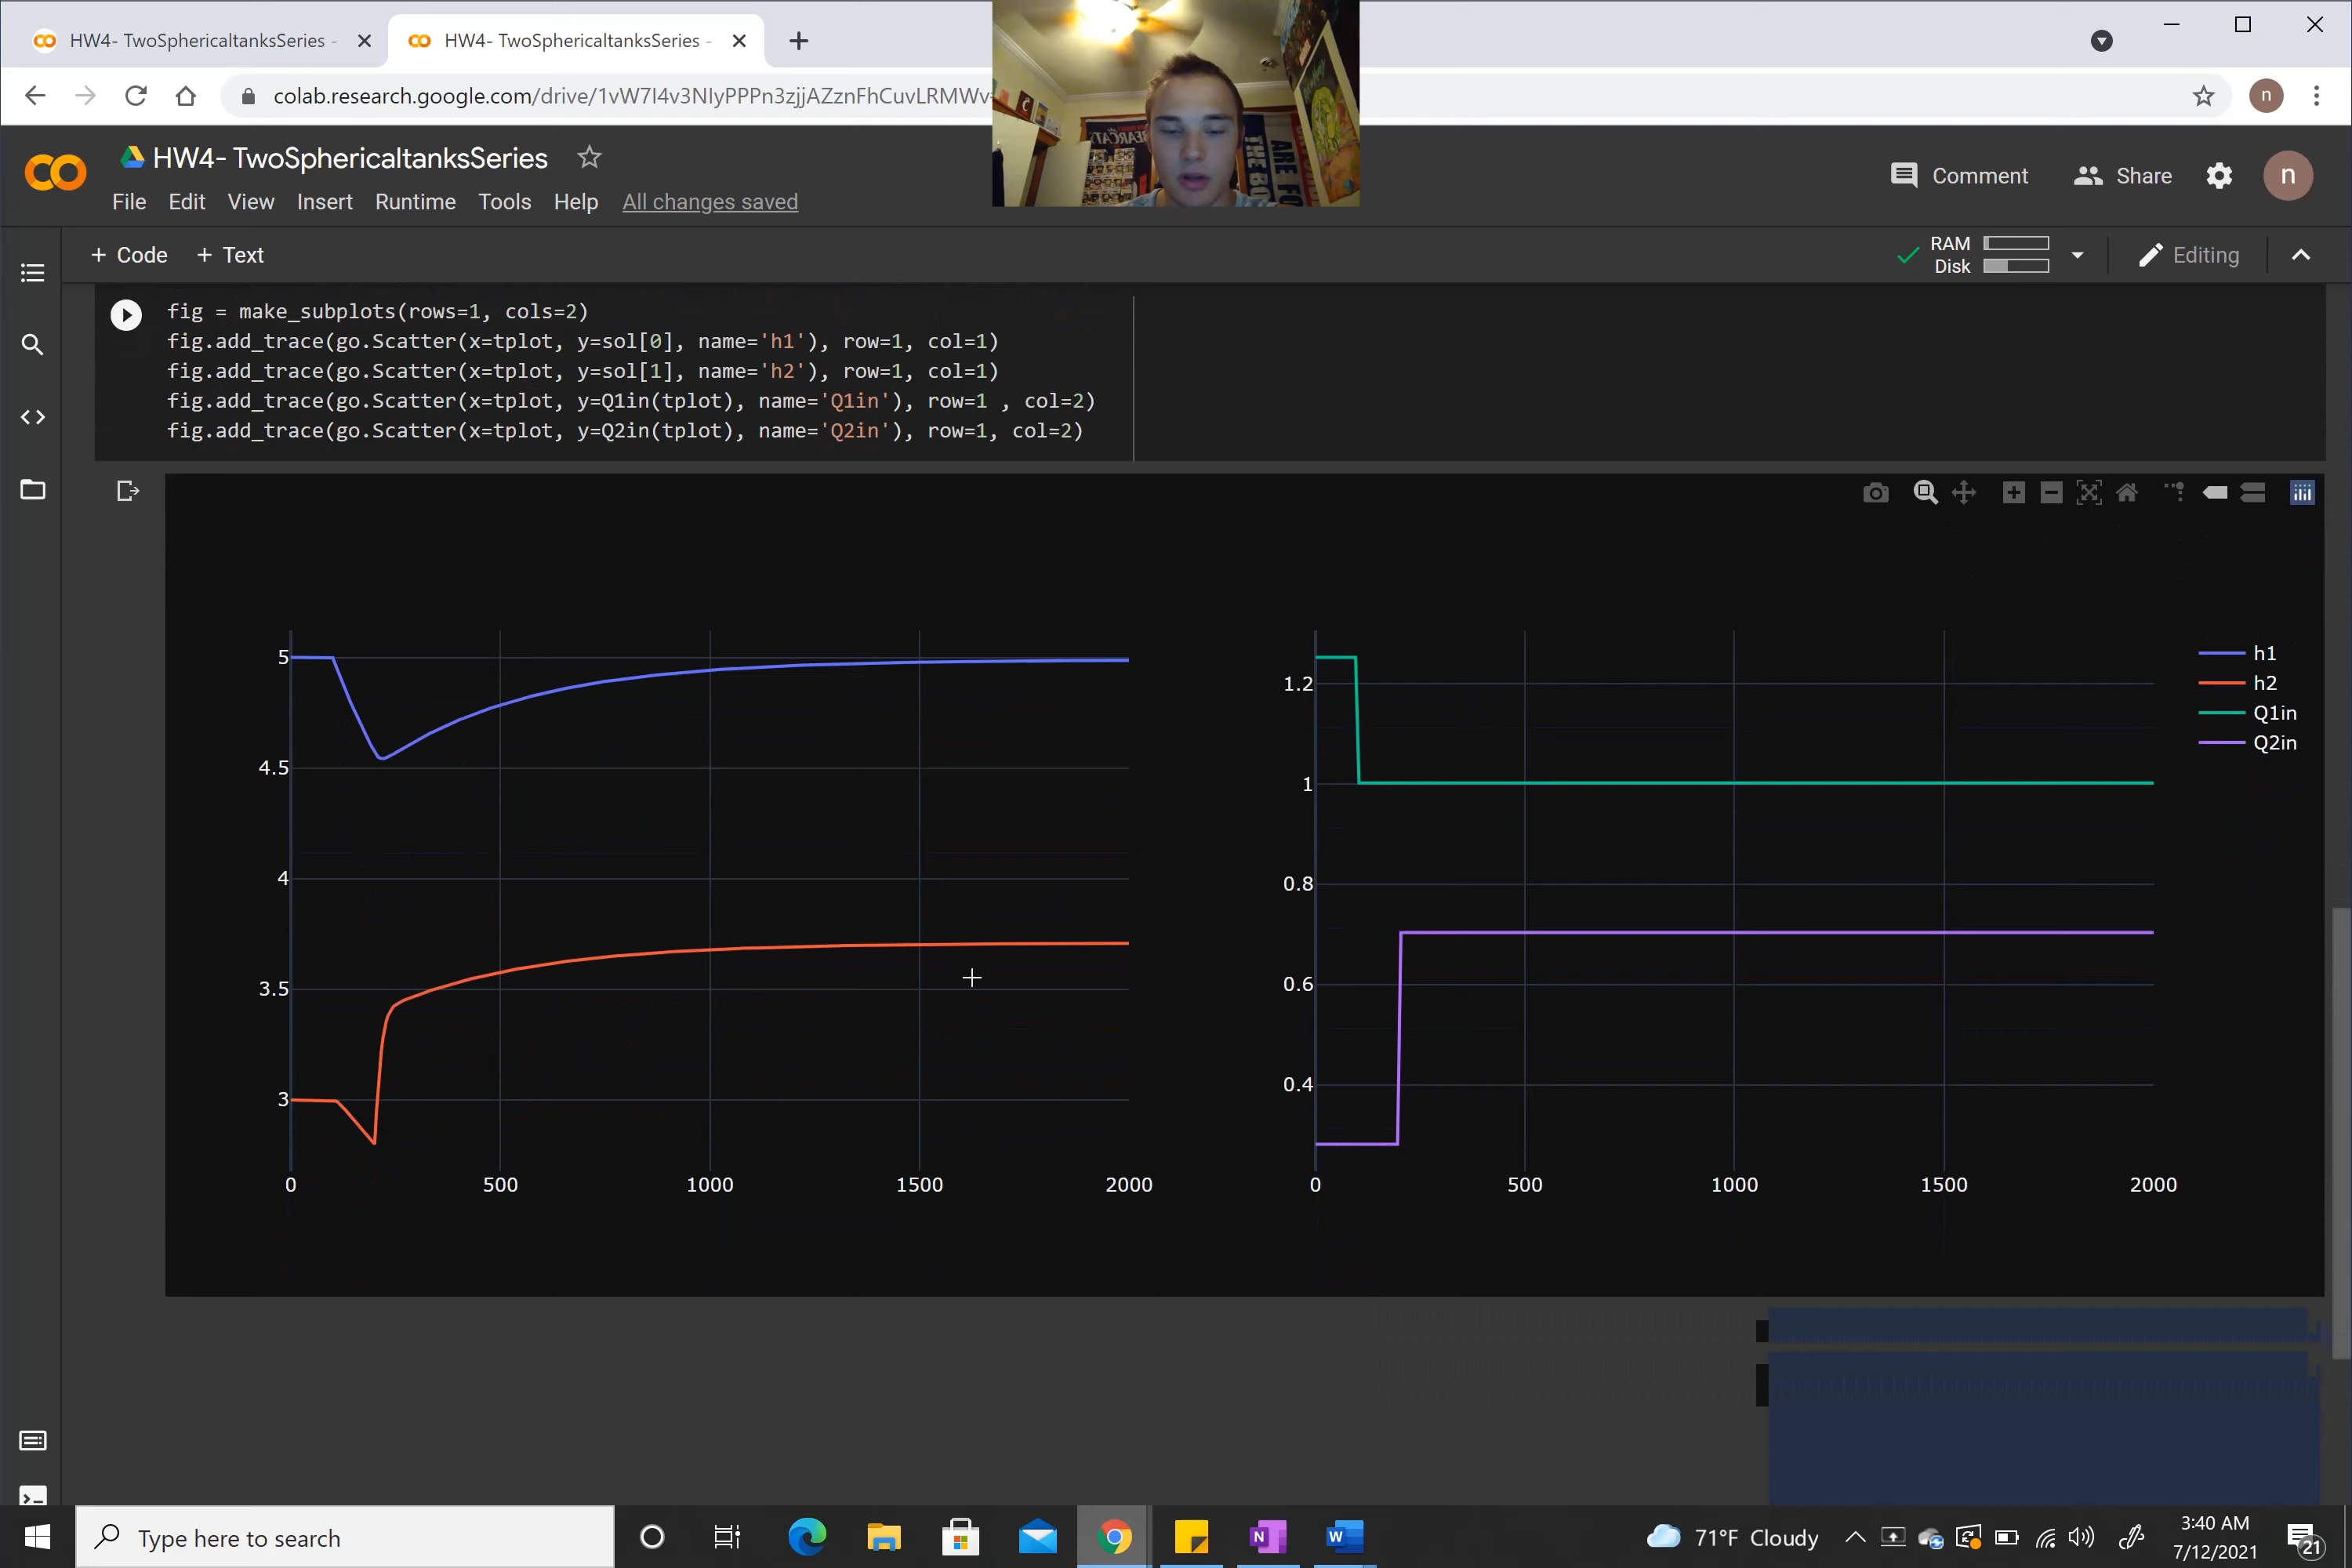 HW4- TwoSphericaltanksSeries -
HW4- TwoSphericaltanksSeries -
colab.research.google.com/drive/1vW7I4v3NIyPPPn3zjjAZznFhCuvLRMWv
n
HW4- TwoSphericaltanksSeries
Comment
Share
n
File Edit View Insert Runtime Tools Help All changes saved
+ Code + Text
RAM
Disk
Editing
fig = make_subplots(rows=1, cols=2)
fig.add_trace(go.Scatter(x=tplot, y=sol[0], name='h1'), row=1, col=1)
fig.add_trace(go.Scatter(x=tplot, y=sol[1], name='h2'), row=1, col=1)
fig.add_trace(go.Scatter(x=tplot, y=Q1in(tplot), name='Q1in'), row=1 , col=2)
fig.add_trace(go.Scatter(x=tplot, y=Q2in(tplot), name='Q2in'), row=1, col=2)
5
4.5
4
3.5
3
0 500 1000 1500 2000
1.2
1
0.8
0.6
0.4
0 500 1000 1500 2000
h1
h2
Q1in
Q2in
Type here to search
N
W
71°F Cloudy
3:40 AM
7/12/2021
21